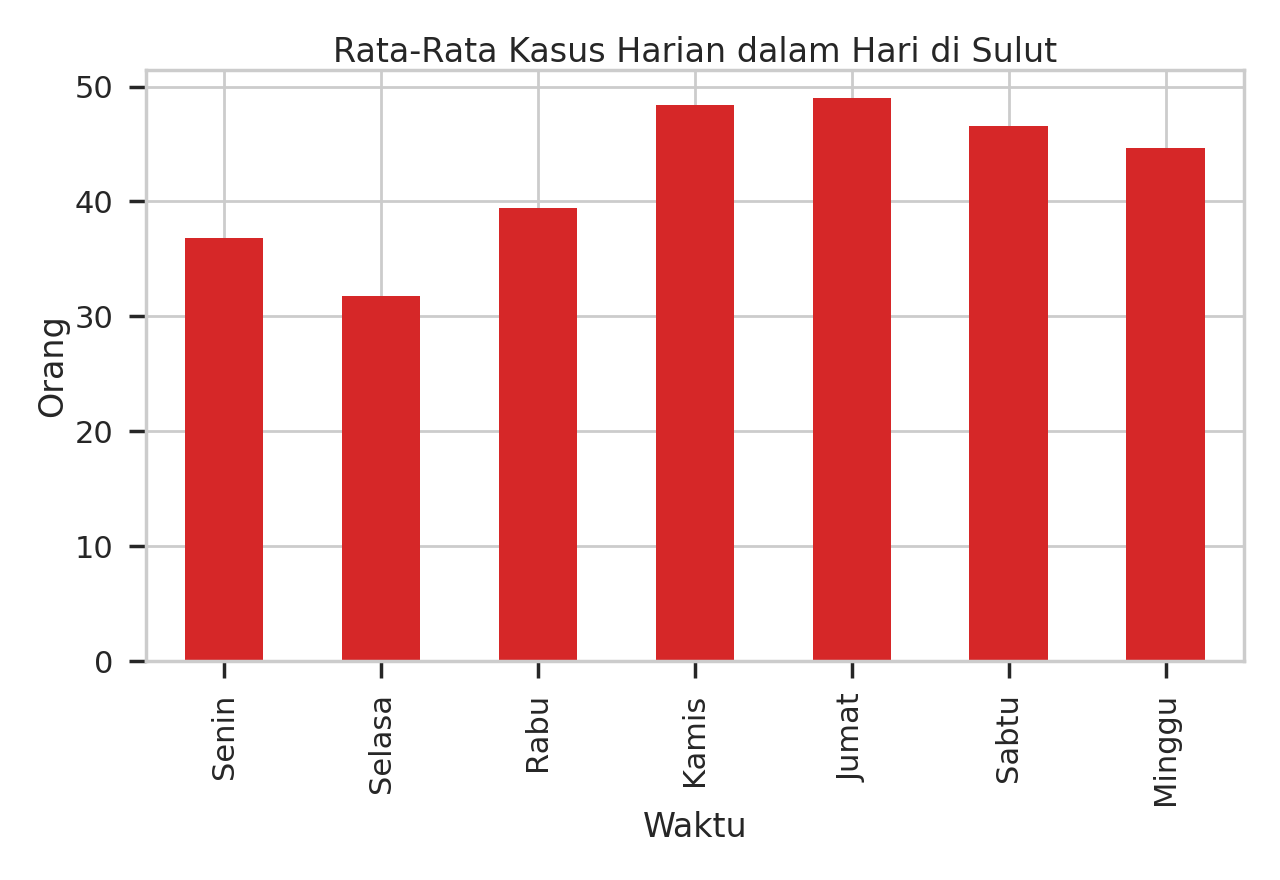 Rata-Rata Kasus Harian dalam Hari di Sulut
50
40
30
20
10
0
Orang
Senin
Selasa
Rabu
Kamis
Jumat
Sabtu
Minggu
Waktu